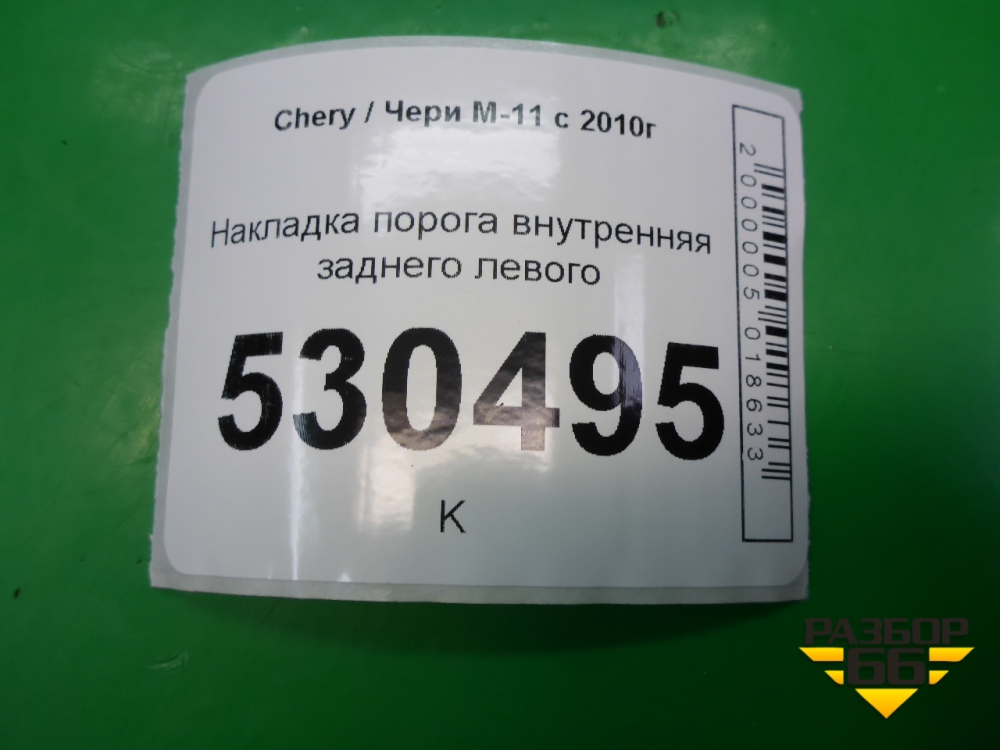 Chery / Чери М-11 с 2010г
Накладка порога внутренняя
заднего левого
530495
К
2000005018633
РАЗБОР
66